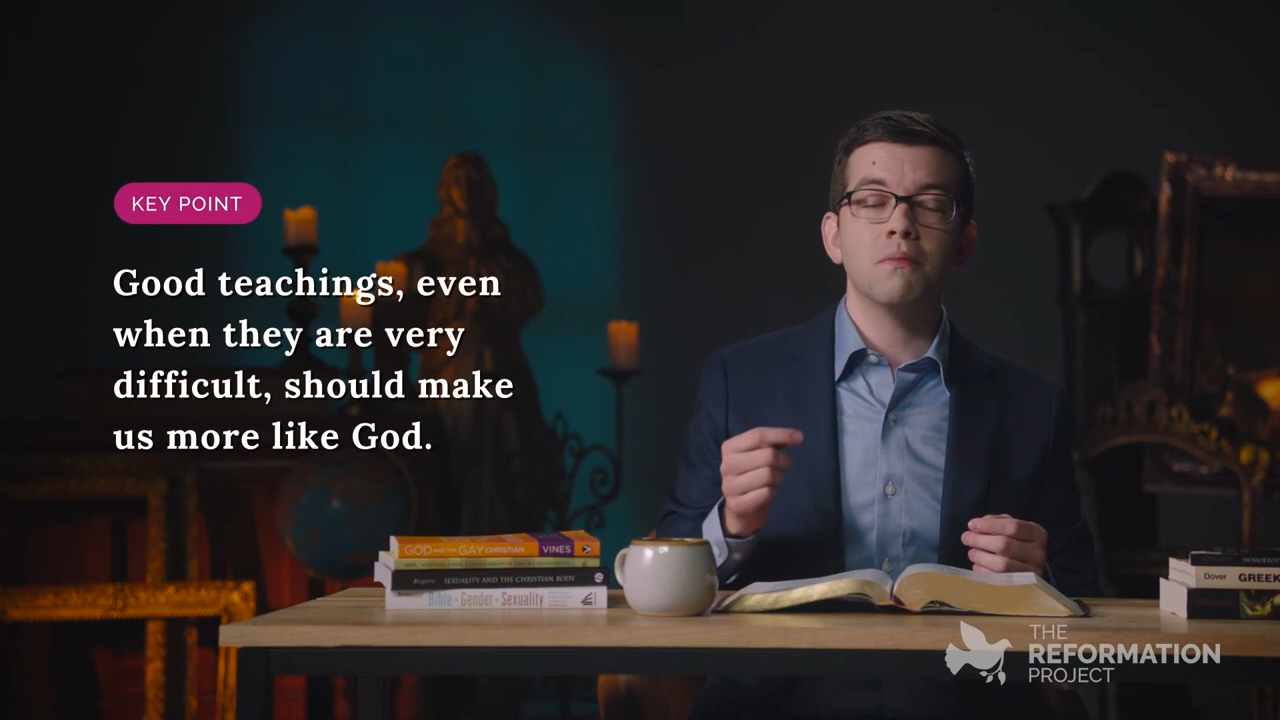 KEY POINT
Good teachings, even
when they are very
difficult, should make
us more like God.
GOD AND THE GAY CHRISTIAN VINES
Rogers SEXUALITY AND THE CHRISTIAN BODY
Bible Gender Sexuality
Dover GREEK
THE
REFORMATION
PROJECT